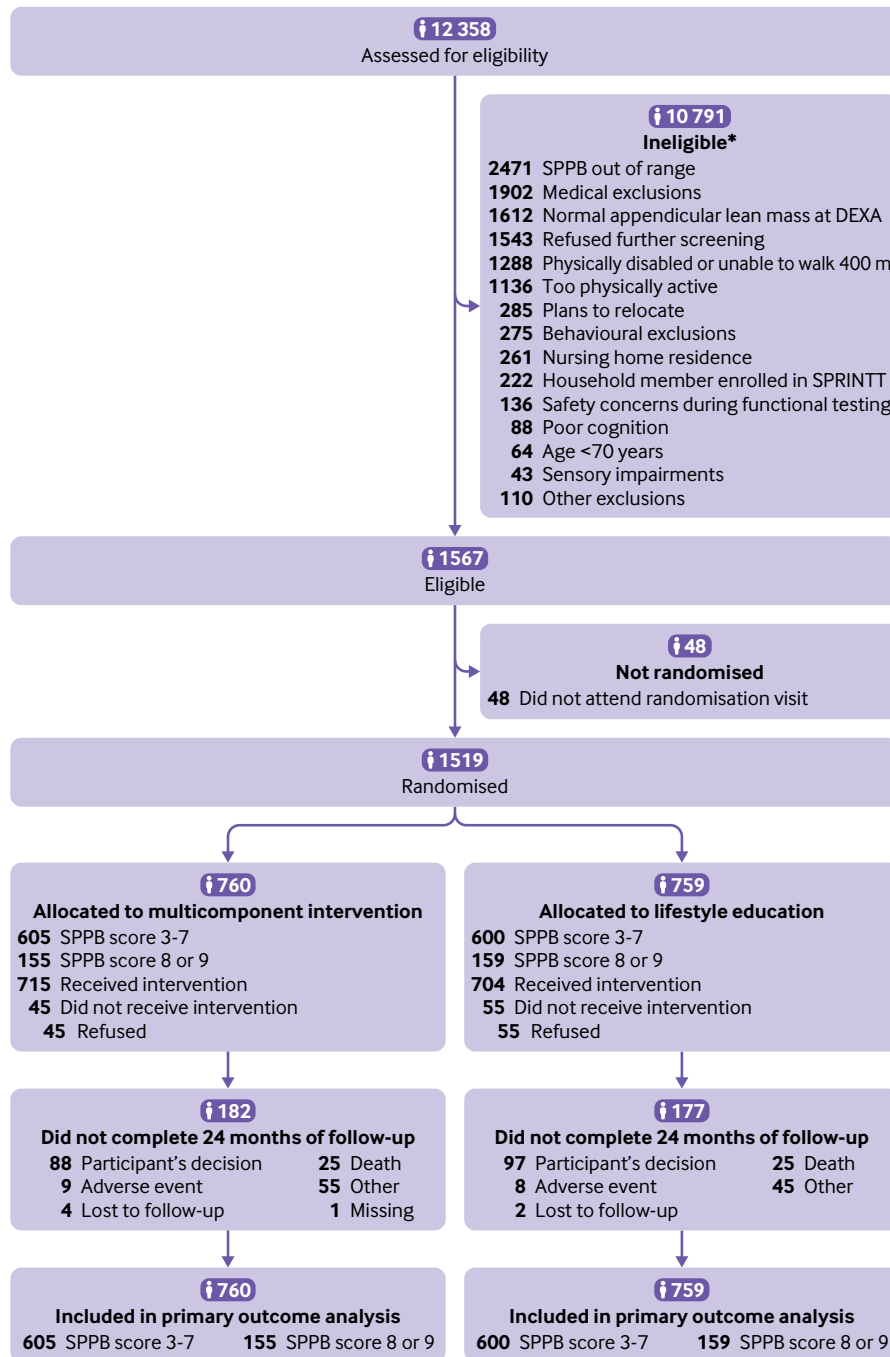 12 358
Assessed for eligibility
10 791
Ineligible*
2471 SPPB out of range
1902 Medical exclusions
1612 Normal appendicular lean mass at DEXA
1543 Refused further screening
1288 Physically disabled or unable to walk 400 m
1136 Too physically active
285 Plans to relocate
275 Behavioural exclusions
261 Nursing home residence
222 Household member enrolled in SPRINTT
136 Safety concerns during functional testing
88 Poor cognition
64 Age <70 years
43 Sensory impairments
110 Other exclusions
1567
Eligible
48
Not randomised
48 Did not attend randomisation visit
1519
Randomised
760
Allocated to multicomponent intervention
605 SPPB score 3-7
155 SPPB score 8 or 9
715 Received intervention
45 Did not receive intervention
45 Refused
759
Allocated to lifestyle education
600 SPPB score 3-7
159 SPPB score 8 or 9
704 Received intervention
55 Did not receive intervention
55 Refused
182
Did not complete 24 months of follow-up
88 Participant's decision 25 Death
9 Adverse event 55 Other
4 Lost to follow-up 1 Missing
177
Did not complete 24 months of follow-up
97 Participant's decision 25 Death
8 Adverse event 45 Other
2 Lost to follow-up
760
Included in primary outcome analysis
605 SPPB score 3-7 155 SPPB score 8 or 9
759
Included in primary outcome analysis
600 SPPB score 3-7 159 SPPB score 8 or 9